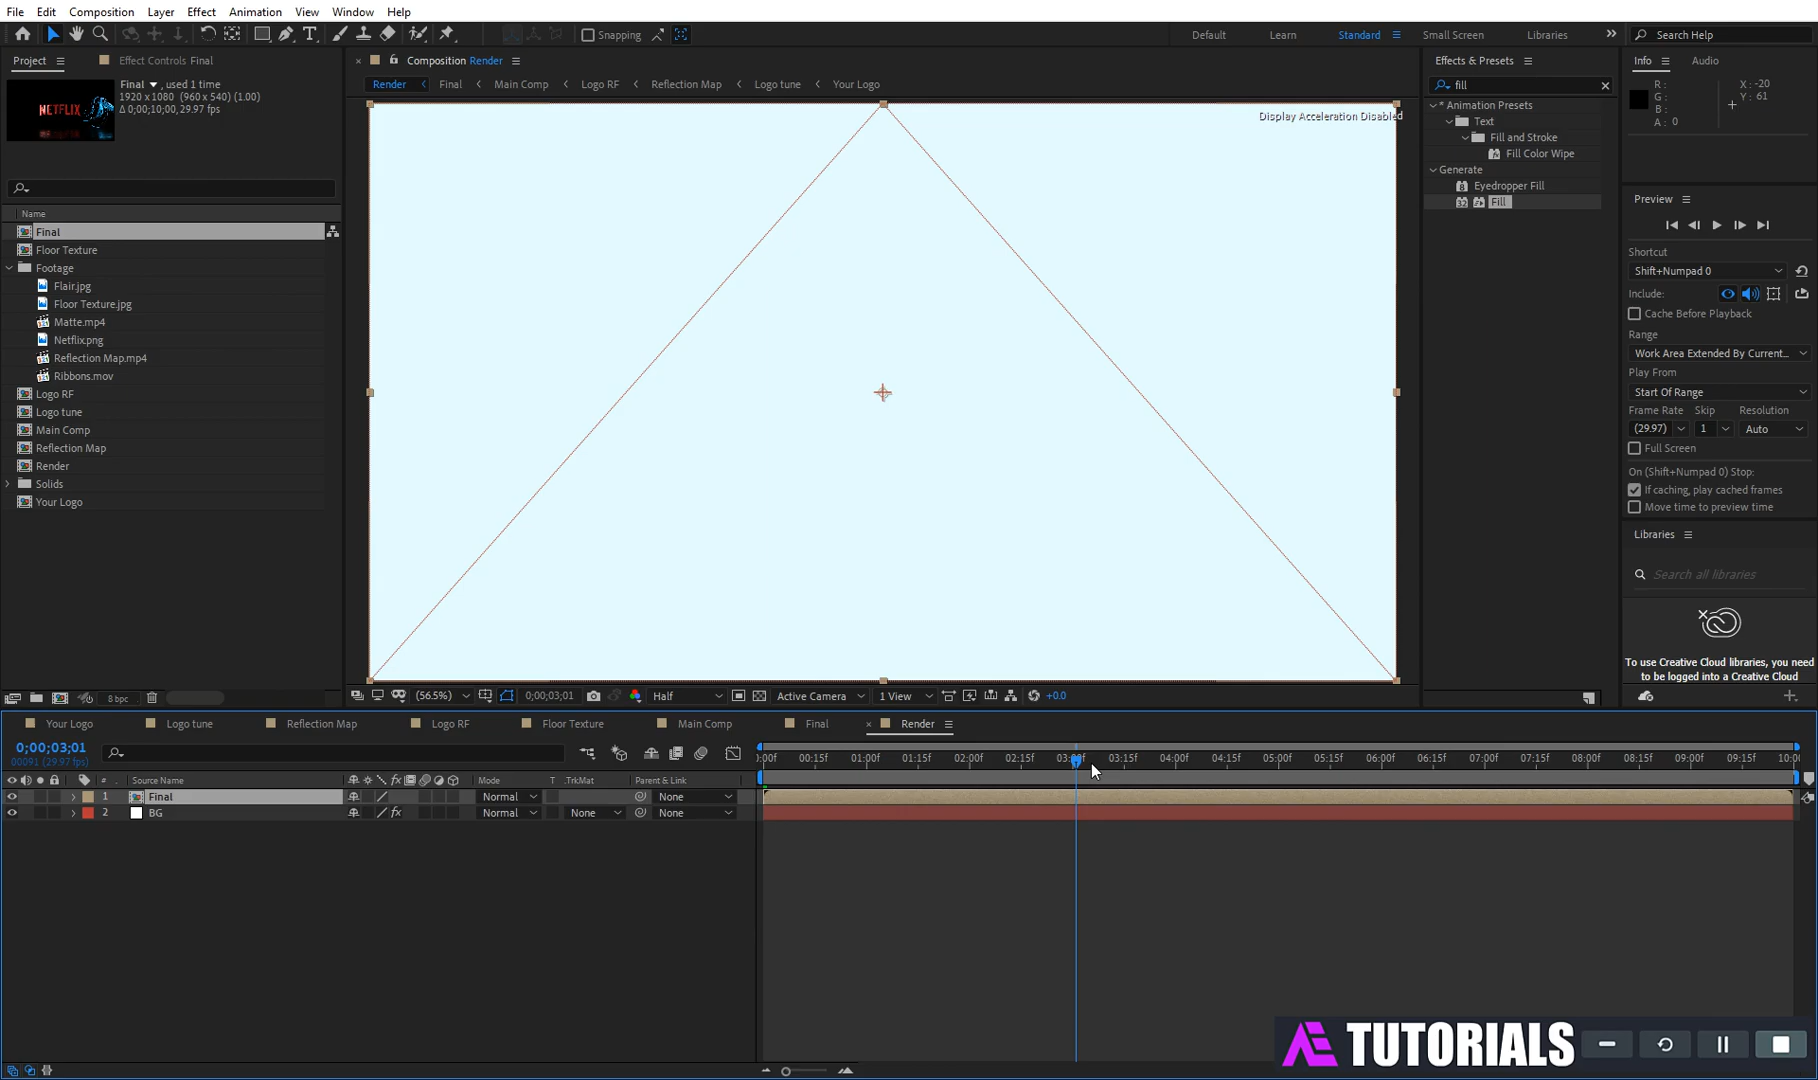 File Edit Composition Layer Effect Animation View Window Help
Snapping Default Learn Standard Small Screen Libraries Search Help
Project Effect Controls Final
Final , used 1 time
1920 x 1080 (960 x 540) (1.00)
Δ 0;00;10;00, 29.97 fps
Name
Final
Floor Texture
Footage
Flair.jpg
Floor Texture.jpg
Matte.mp4
Netflix.png
Reflection Map.mp4
Ribbons.mov
Logo RF
Logo tune
Main Comp
Reflection Map
Render
Solids
Your Logo
8 bpc
NETFLIX
Composition Render
Render Final Main Comp Logo RF Reflection Map Logo tune Your Logo
Display Acceleration Disabled
(56.5%) 0;00;03;01 Half Active Camera 1 View +0.0
Effects & Presets
fill
* Animation Presets
Text
Fill and Stroke
Fill Color Wipe
Generate
Eyedropper Fill
32 Fill
Info Audio
R : X : -20
G : Y : 61
B :
A : 0
Preview
Shortcut
Shift+Numpad 0
Include:
Cache Before Playback
Range
Work Area Extended By Current...
Play From
Start Of Range
Frame Rate Skip Resolution
(29.97) 1 Auto
Full Screen
On (Shift+Numpad 0) Stop:
If caching, play cached frames
Move time to preview time
Libraries
Search all libraries
To use Creative Cloud libraries, you need
to be logged into a Creative Cloud
Your Logo Logo tune Reflection Map Logo RF Floor Texture Main Comp Final Render
0;00;03;01
00091 (29.97 fps)
:00f 00:15f 01:00f 01:15f 02:00f 02:15f 03:00f 03:15f 04:00f 04:15f 05:00f 05:15f 06:00f 06:15f 07:00f 07:15f 08:00f 08:15f 09:00f 09:15f 10:0
# Source Name fx Mode T .TrkMat Parent & Link
1 Final Normal None
2 BG fx Normal None None
AE TUTORIALS